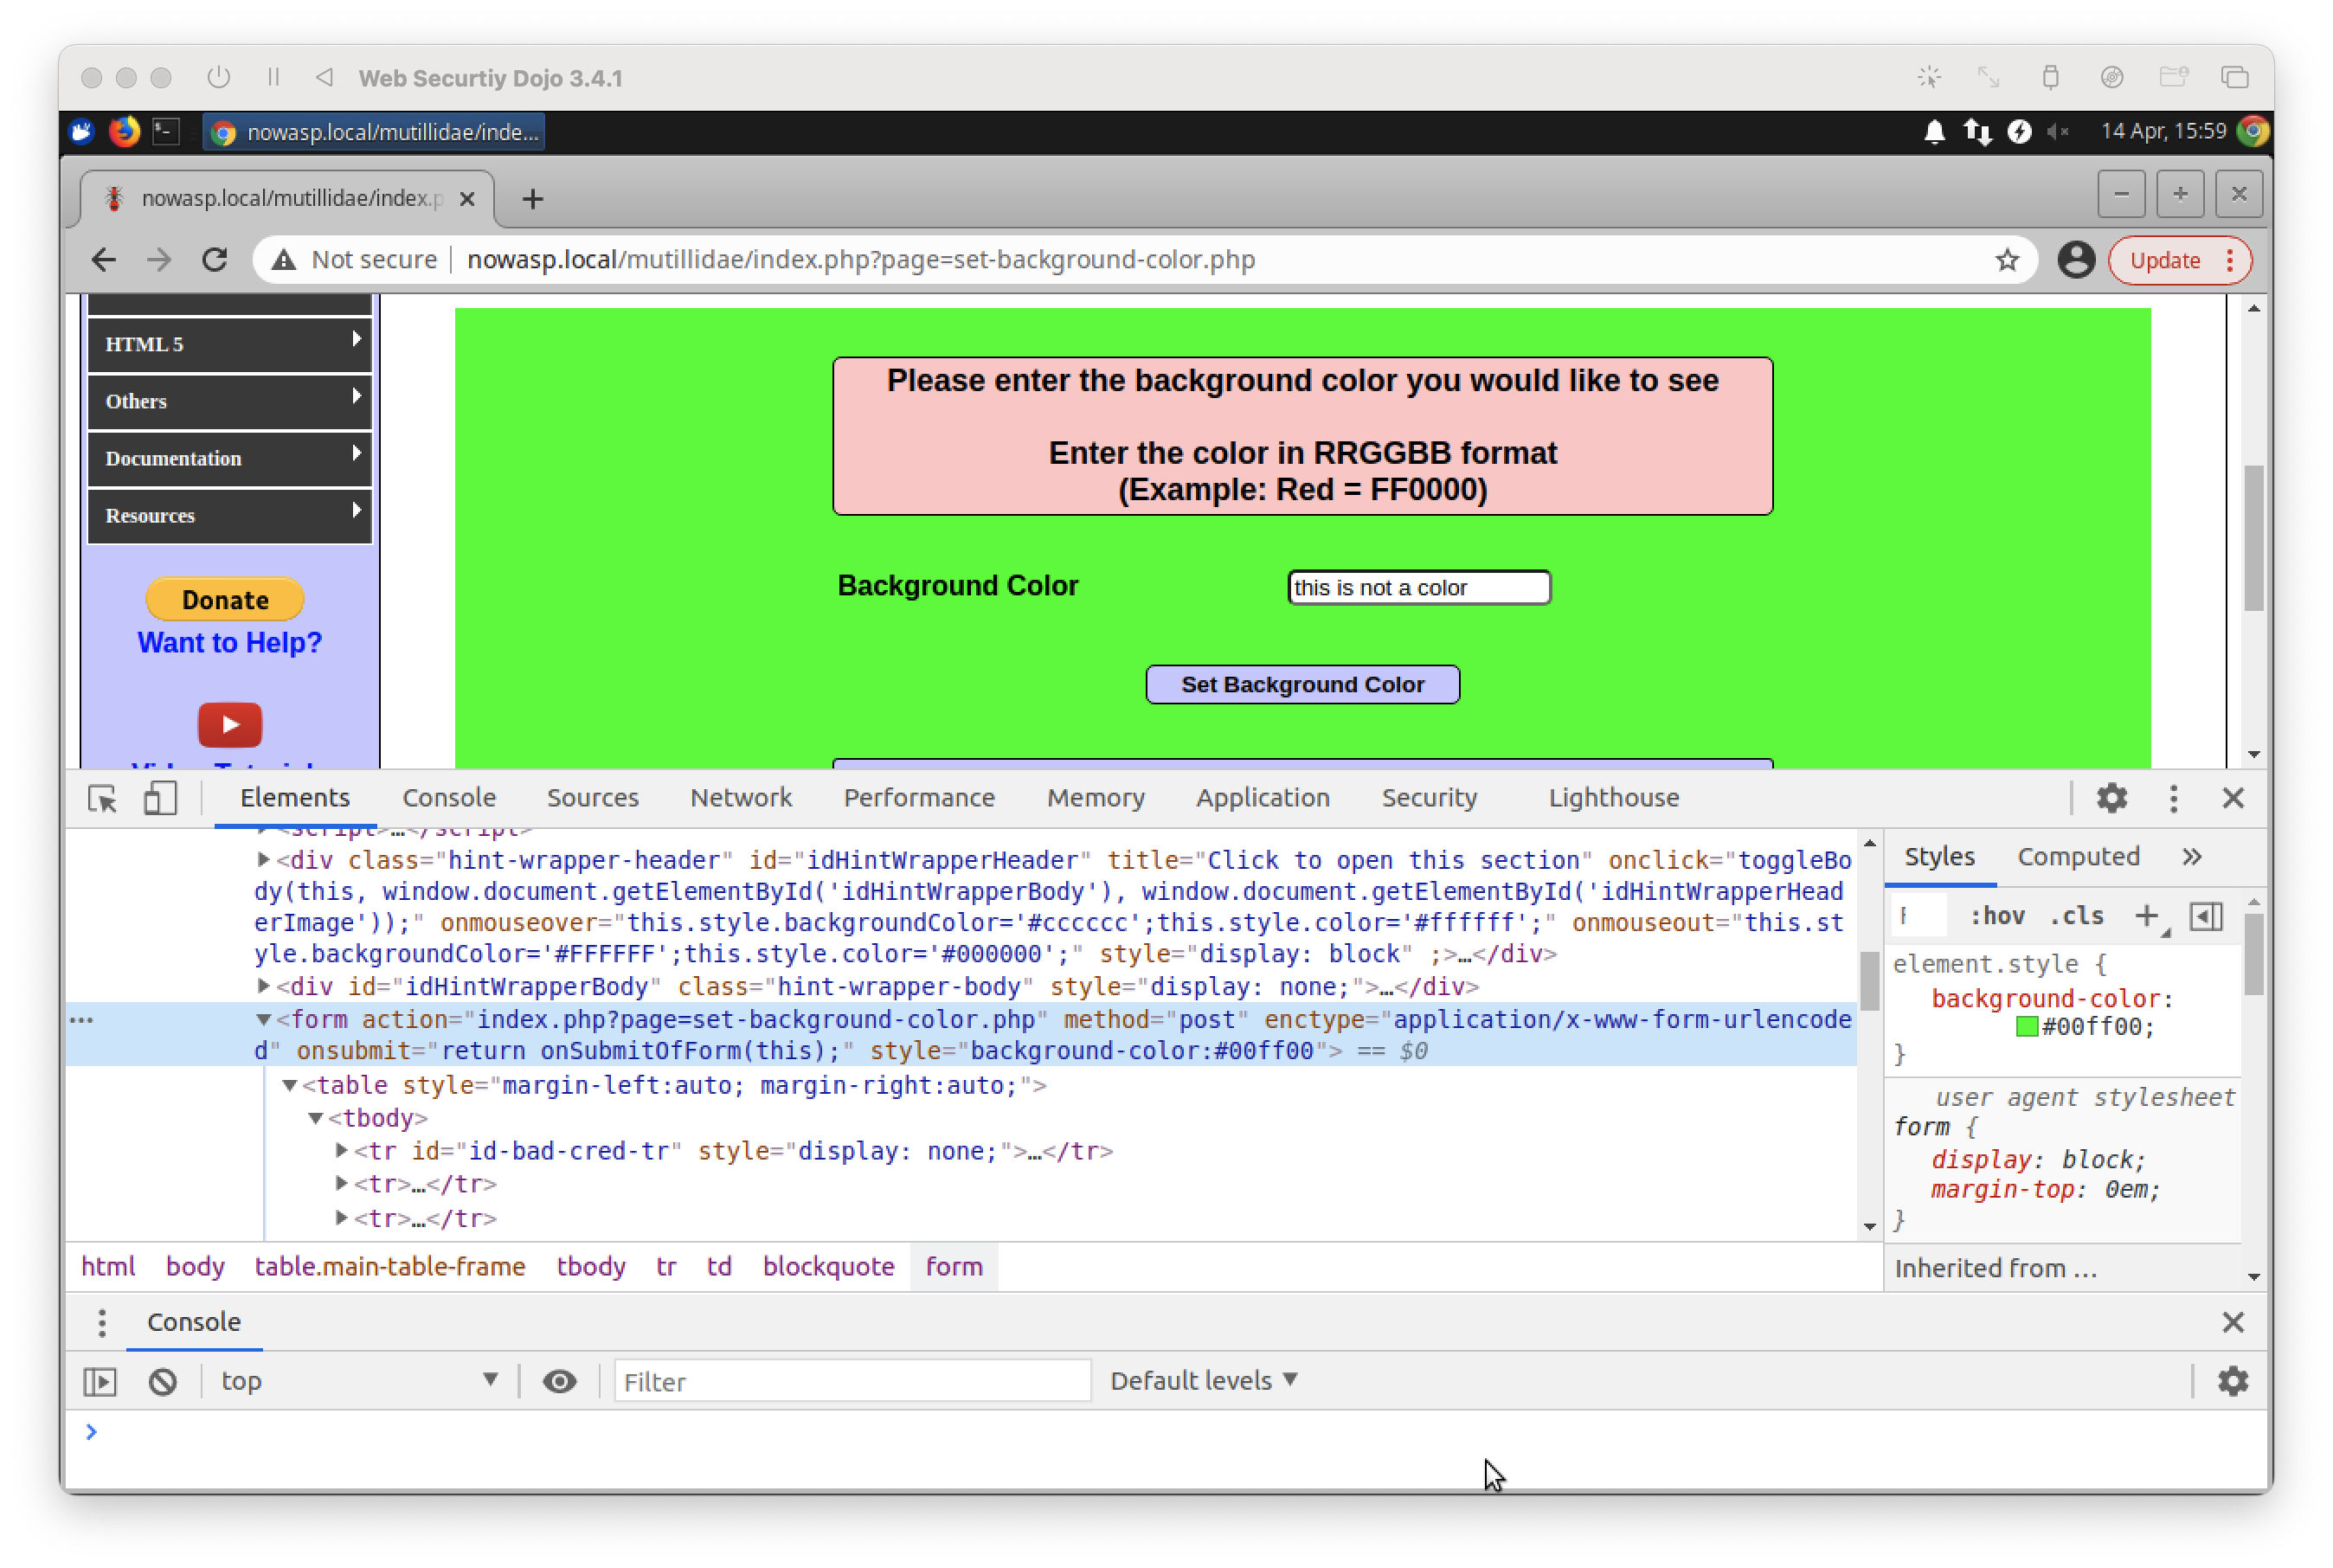 Web Securtiy Dojo 3.4.1
nowasp.local/mutillidae/inde...
14 Apr, 15:59
nowasp.local/mutillidae/index.p
Not secure
nowasp.local/mutillidae/index.php?page=set-background-color.php
Update
HTML 5
Others
Documentation
Resources
Donate
Want to Help?
Please enter the background color you would like to see
Enter the color in RRGGBB format
(Example: Red = FF0000)
Background Color
this is not a color
Set Background Color
Elements Console Sources Network Performance Memory Application Security Lighthouse
<script>…</script>
<div class="hint-wrapper-header" id="idHintWrapperHeader" title="Click to open this section" onclick="toggleBo
dy(this, window.document.getElementById('idHintWrapperBody'), window.document.getElementById('idHintWrapperHead
erImage'));" onmouseover="this.style.backgroundColor='#cccccc';this.style.color='#ffffff';" onmouseout="this.st
yle.backgroundColor='#FFFFFF';this.style.color='#000000';" style="display: block" ;>…</div>
<div id="idHintWrapperBody" class="hint-wrapper-body" style="display: none;">…</div>
<form action="index.php?page=set-background-color.php" method="post" enctype="application/x-www-form-urlencode
d" onsubmit="return onSubmitOfForm(this);" style="background-color:#00ff00"> == $0
<table style="margin-left:auto; margin-right:auto;">
<tbody>
<tr id="id-bad-cred-tr" style="display: none;">…</tr>
<tr>…</tr>
<tr>…</tr>
html body table.main-table-frame tbody tr td blockquote form
Styles Computed
:hov .cls
element.style {
background-color:
#00ff00;
}
user agent stylesheet
form {
display: block;
margin-top: 0em;
}
Inherited from ...
Console
top
Filter
Default levels